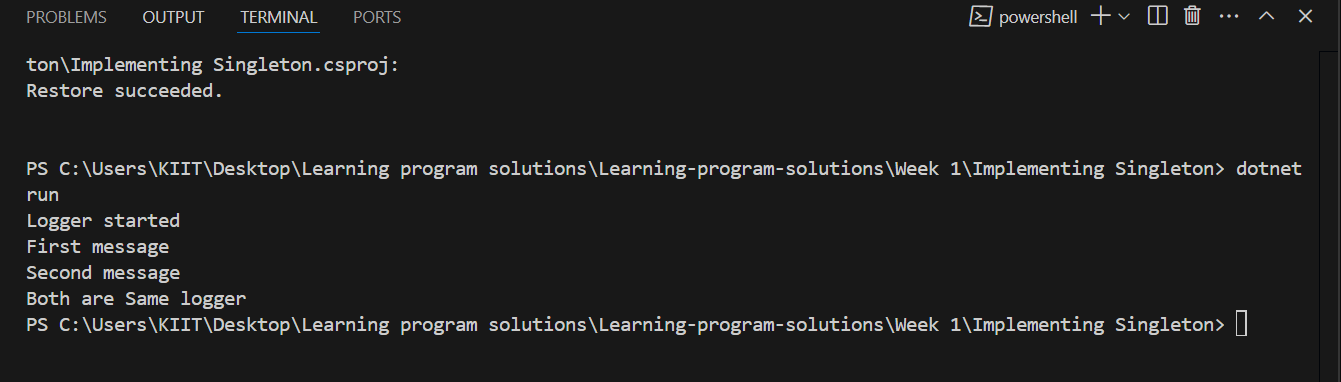 PROBLEMS OUTPUT TERMINAL PORTS powershell
ton\Implementing Singleton.csproj:
Restore succeeded.
PS C:\Users\KIIT\Desktop\Learning program solutions\Learning-program-solutions\Week 1\Implementing Singleton> dotnet
run
Logger started
First message
Second message
Both are Same logger
PS C:\Users\KIIT\Desktop\Learning program solutions\Learning-program-solutions\Week 1\Implementing Singleton>